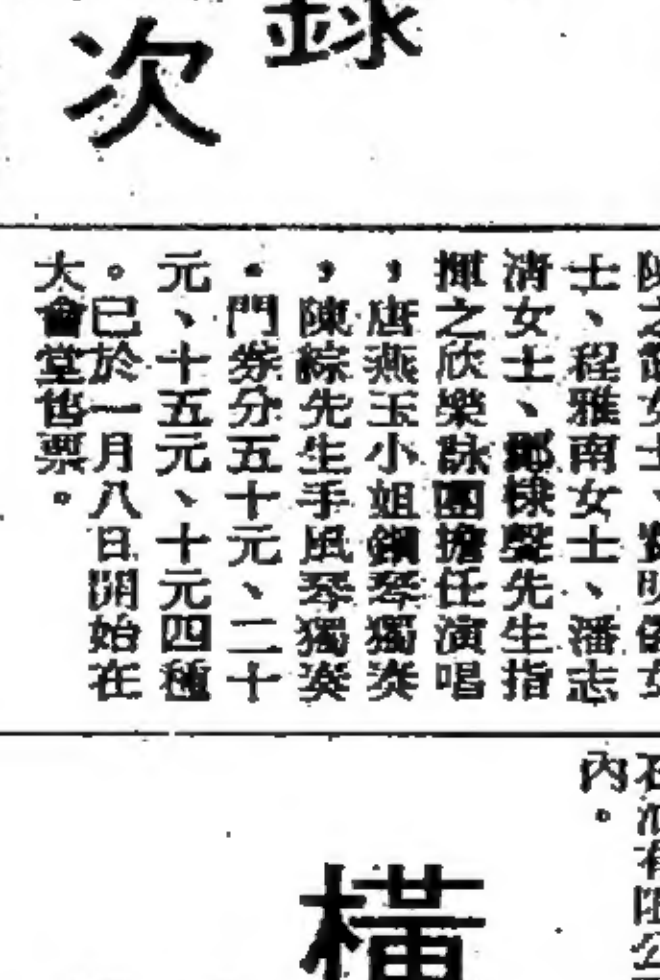 錄
次
士、程雅南女士、潘志
清女士、鄭棣聲先生指
揮之欣樂詠團擔任演唱
，唐燕玉小姐鋼琴獨奏
，陳綜先生手風琴獨奏
．門券分五十元、二十
元、十五元、十元四種
。已於一月八日開始在
大會堂售票。
內。
橫